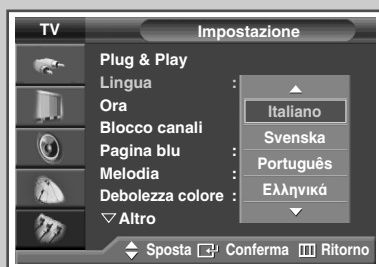 TV
Impostazione
Plug & Play
Lingua :
Ora
Blocco canali
Pagina blu :
Melodia :
Debolezza colore :
▽Altro
Italiano
Svenska
Português
Ελληνικά
Sposta Conferma Ritorno